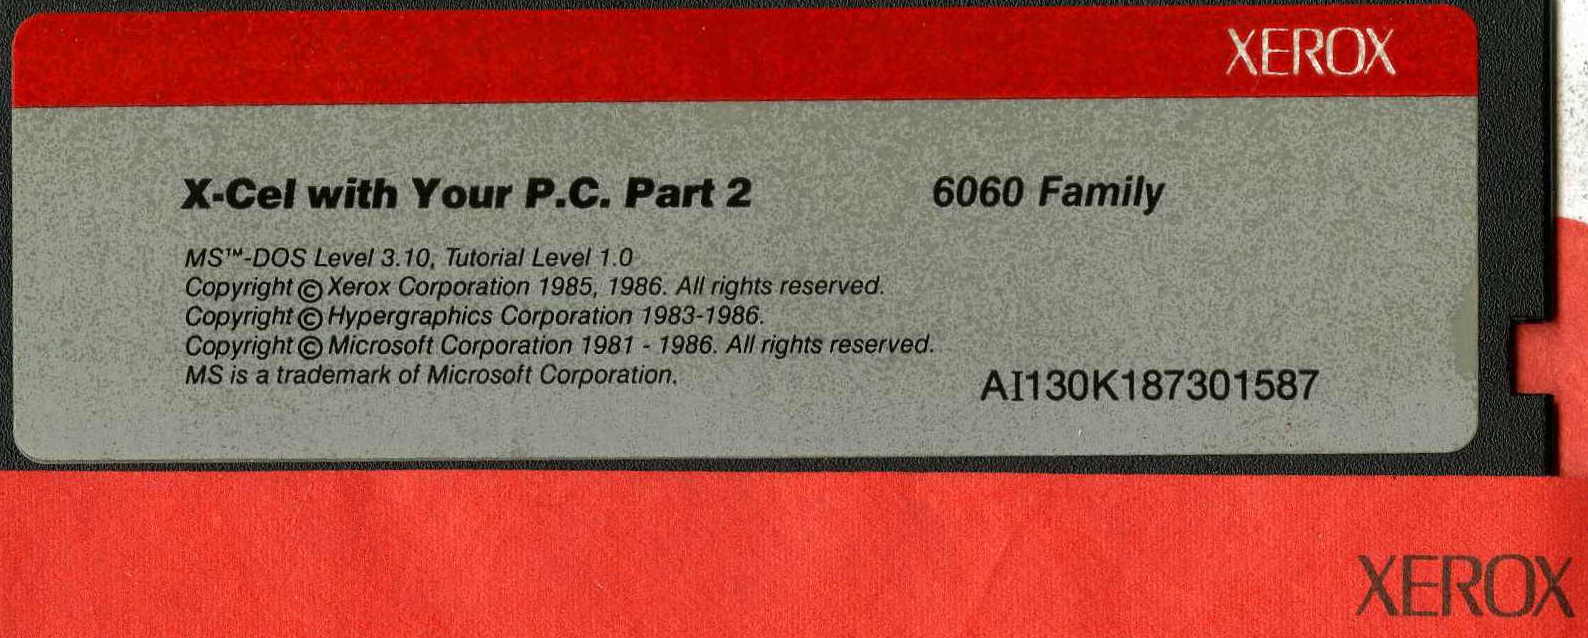 XEROX
X-Cel with Your P.C. Part 2 6060 Family
MS™-DOS Level 3.10, Tutorial Level 1.0
Copyright © Xerox Corporation 1985, 1986. All rights reserved.
Copyright © Hypergraphics Corporation 1983-1986.
Copyright © Microsoft Corporation 1981 - 1986. All rights reserved.
MS is a trademark of Microsoft Corporation.
AI130K187301587
XEROX